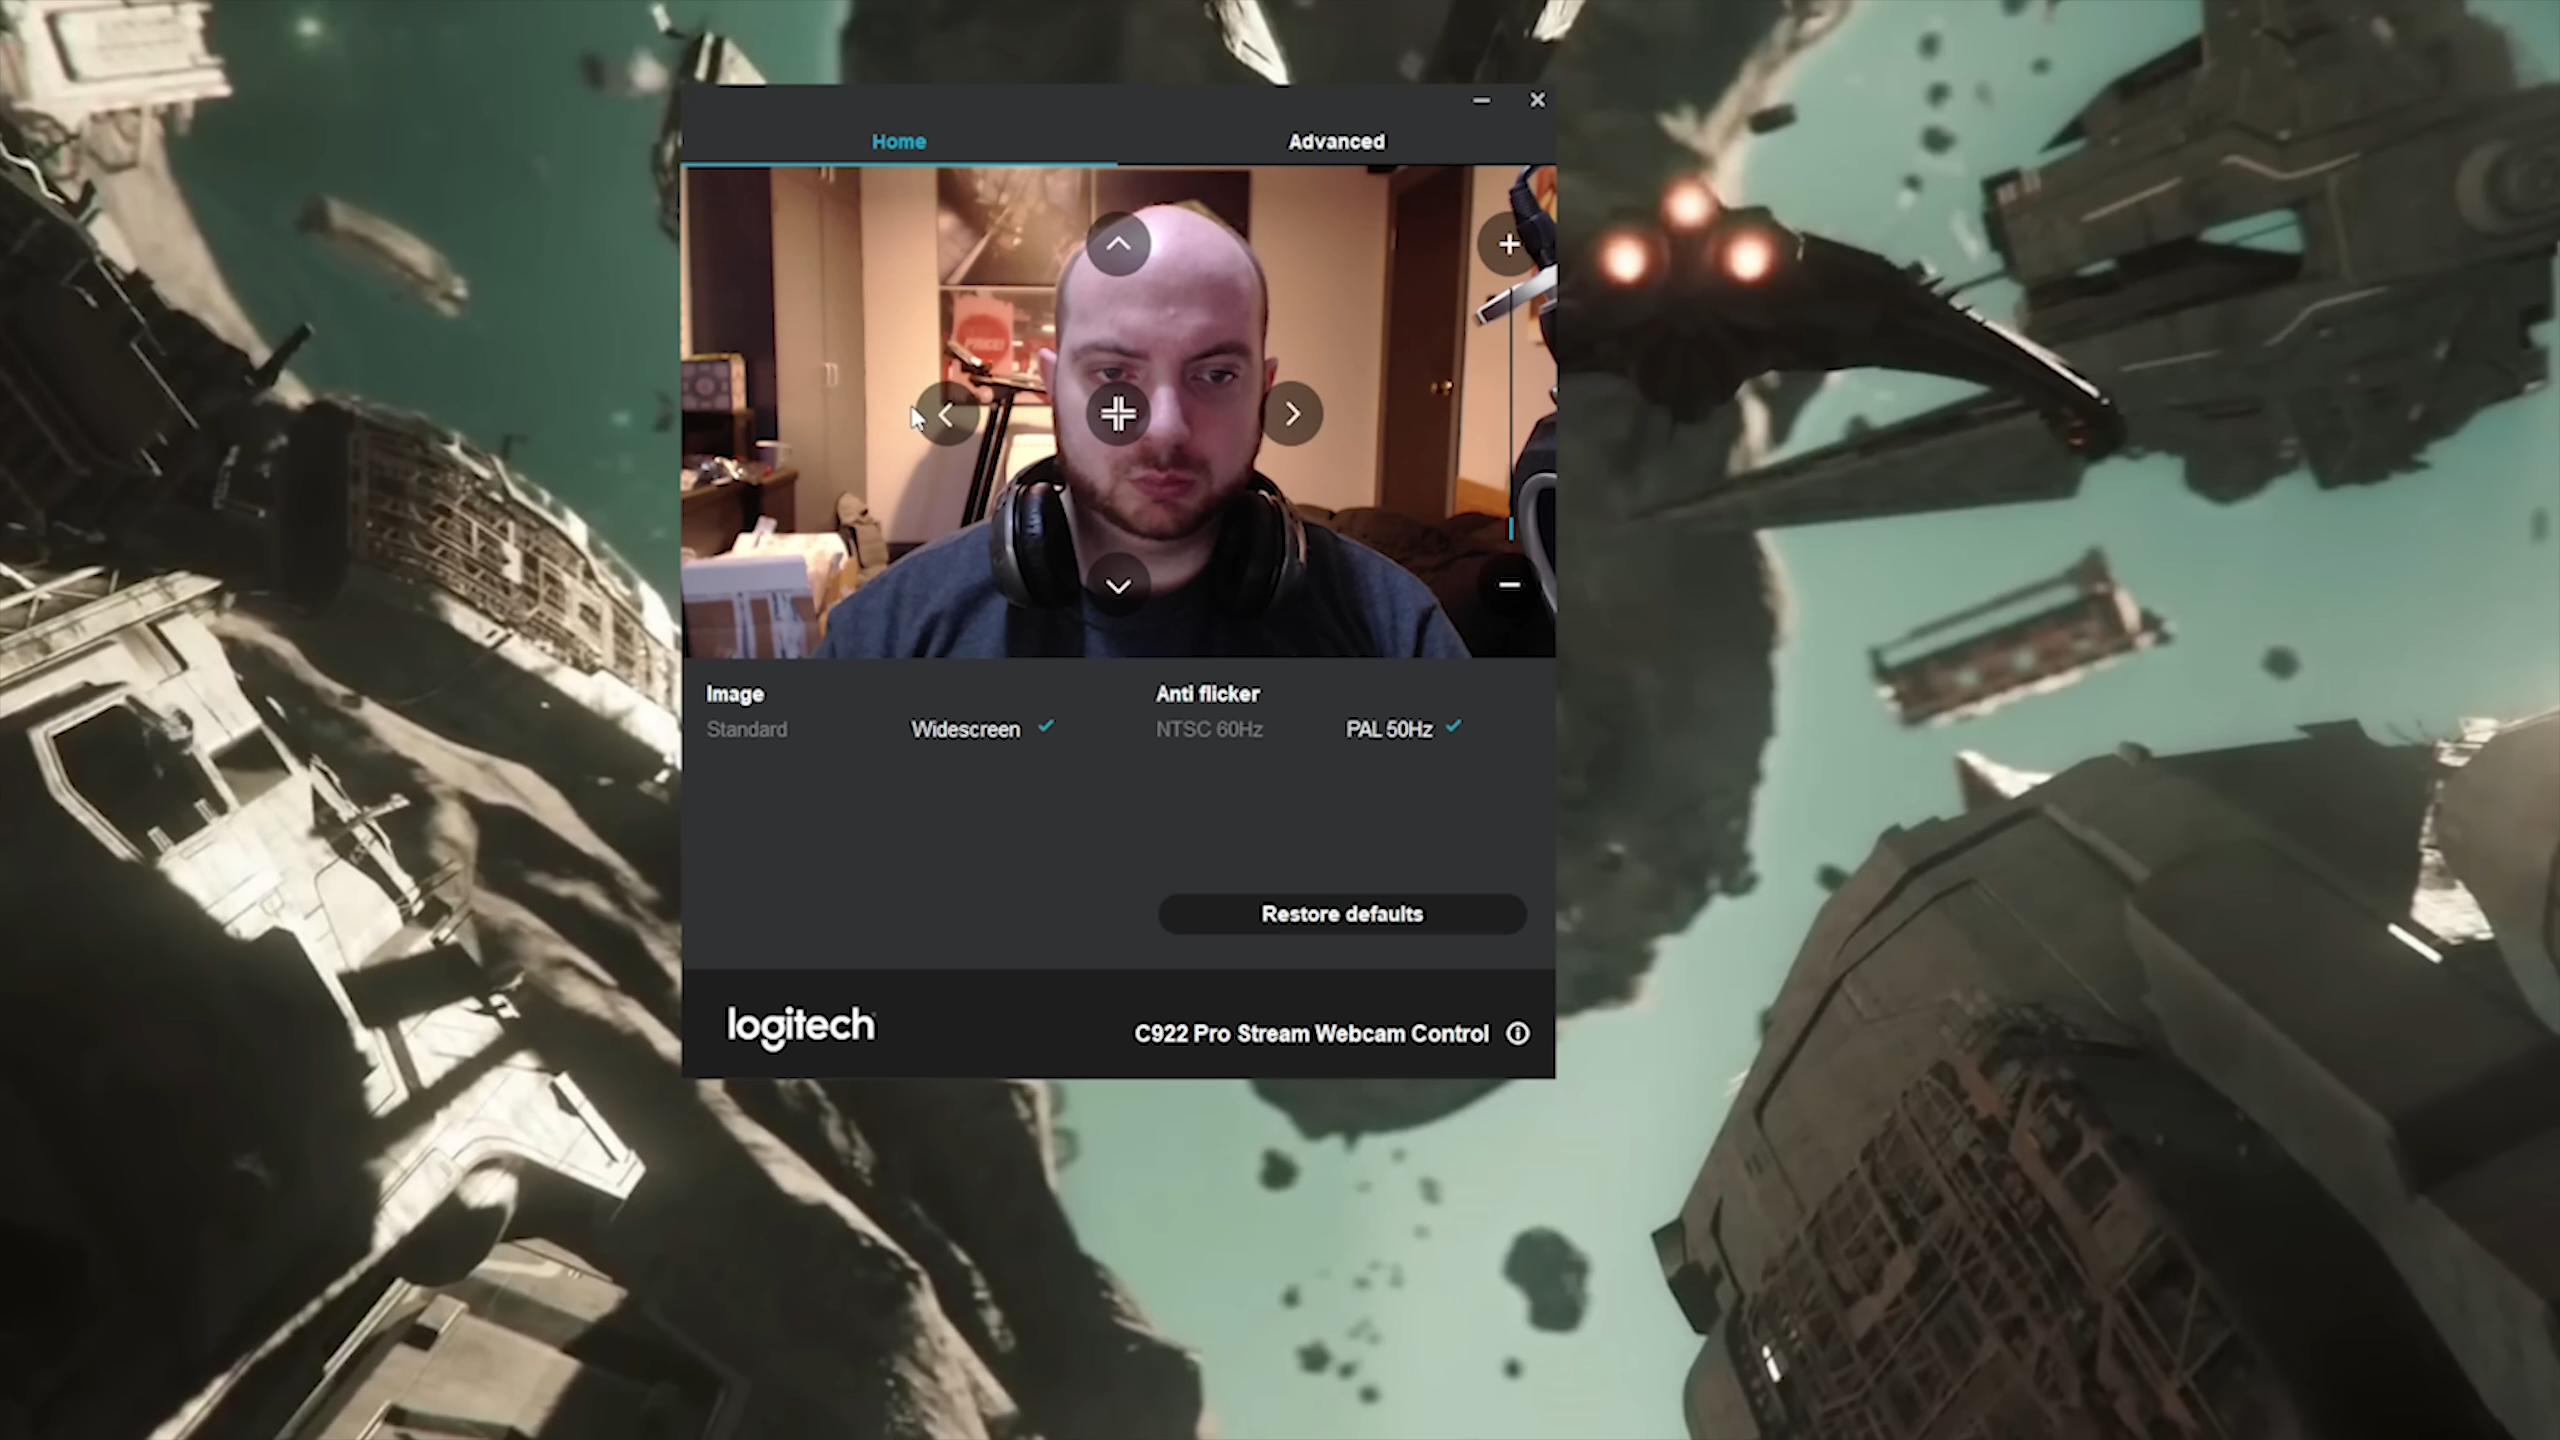 Home
Advanced
PRICE!
Image
Anti flicker
Standard
Widescreen
NTSC 60Hz
PAL 50Hz
Restore defaults
logitech
C922 Pro Stream Webcam Control